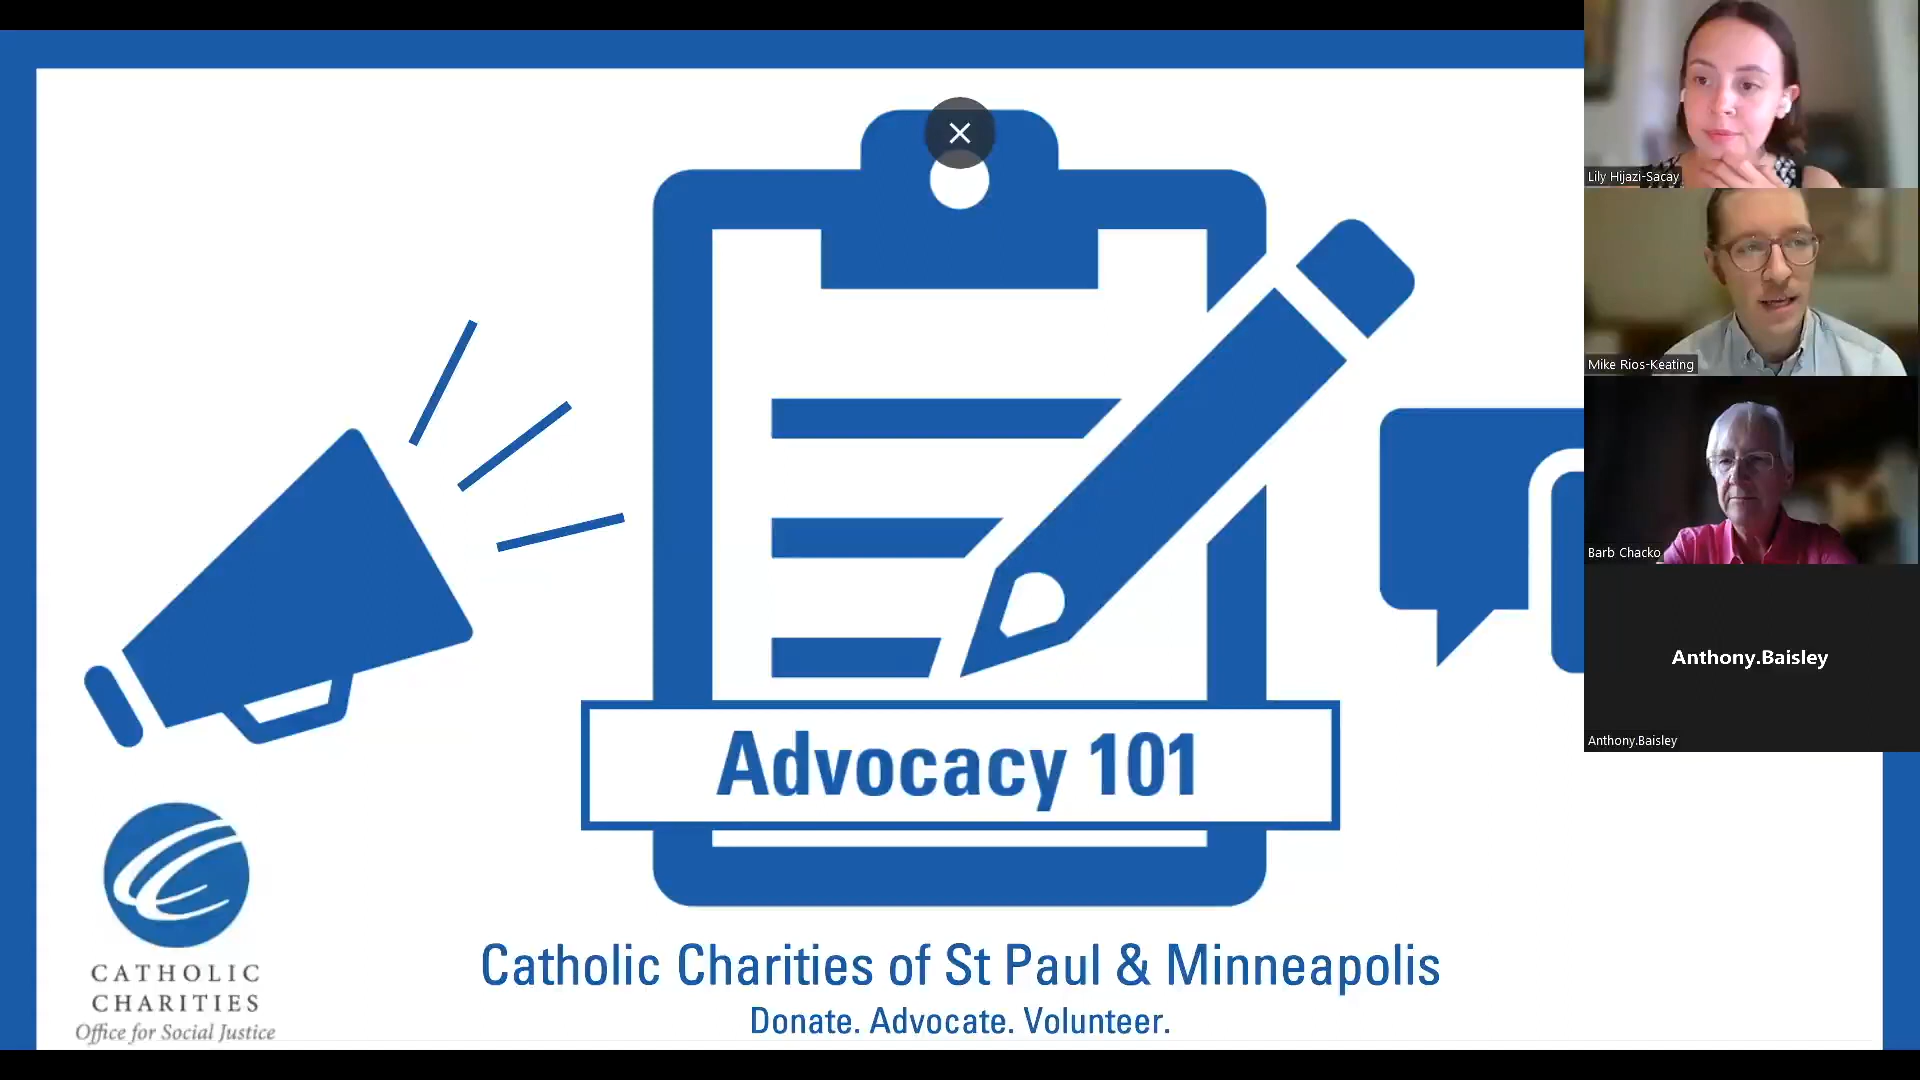 Advocacy 101
CATHOLIC
CHARITIES
Office for Social Justice
Catholic Charities of St Paul & Minneapolis
Donate. Advocate. Volunteer.
Lily Hijazi-Sacay
Mike Rios-Keating
Barb Chacko
Anthony.Baisley
Anthony.Baisley